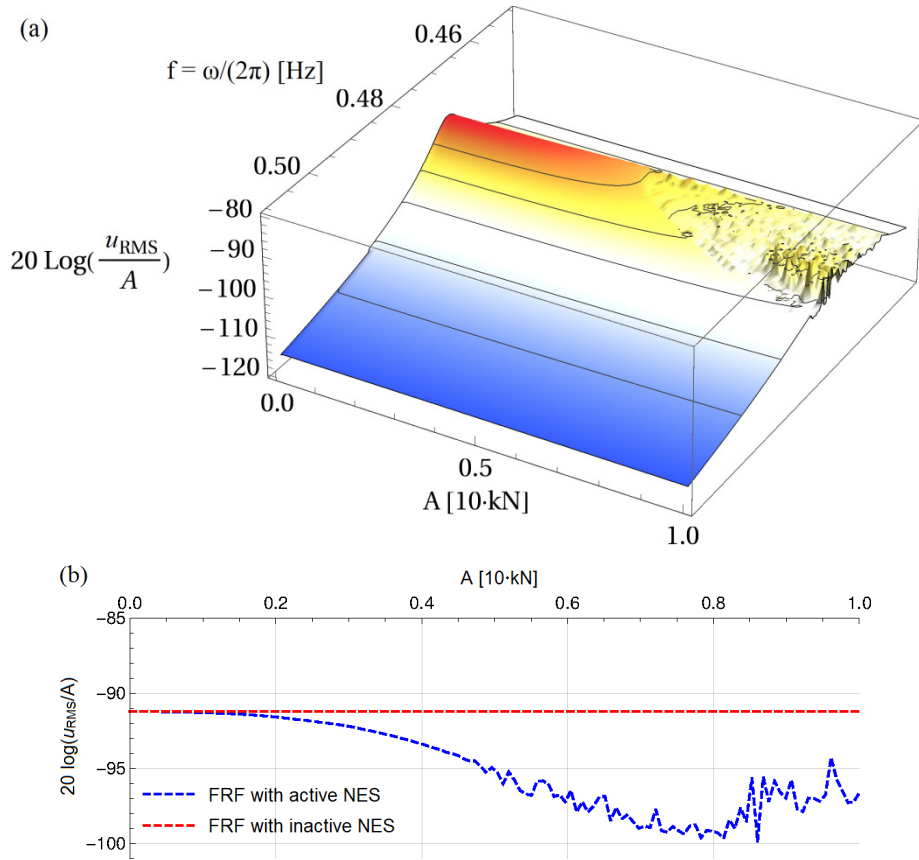 (a)
0.46
f = ω/(2π) [Hz]
0.48
0.50
−80
−90
20 Log(u_RMS/A)
−100
−110
−120
0.0
0.5
A [10·kN]
1.0
(b)
A [10·kN]
0.0 0.2 0.4 0.6 0.8 1.0
−85
−90
20 log(u_RMS/A)
−95
FRF with active NES
FRF with inactive NES
−100